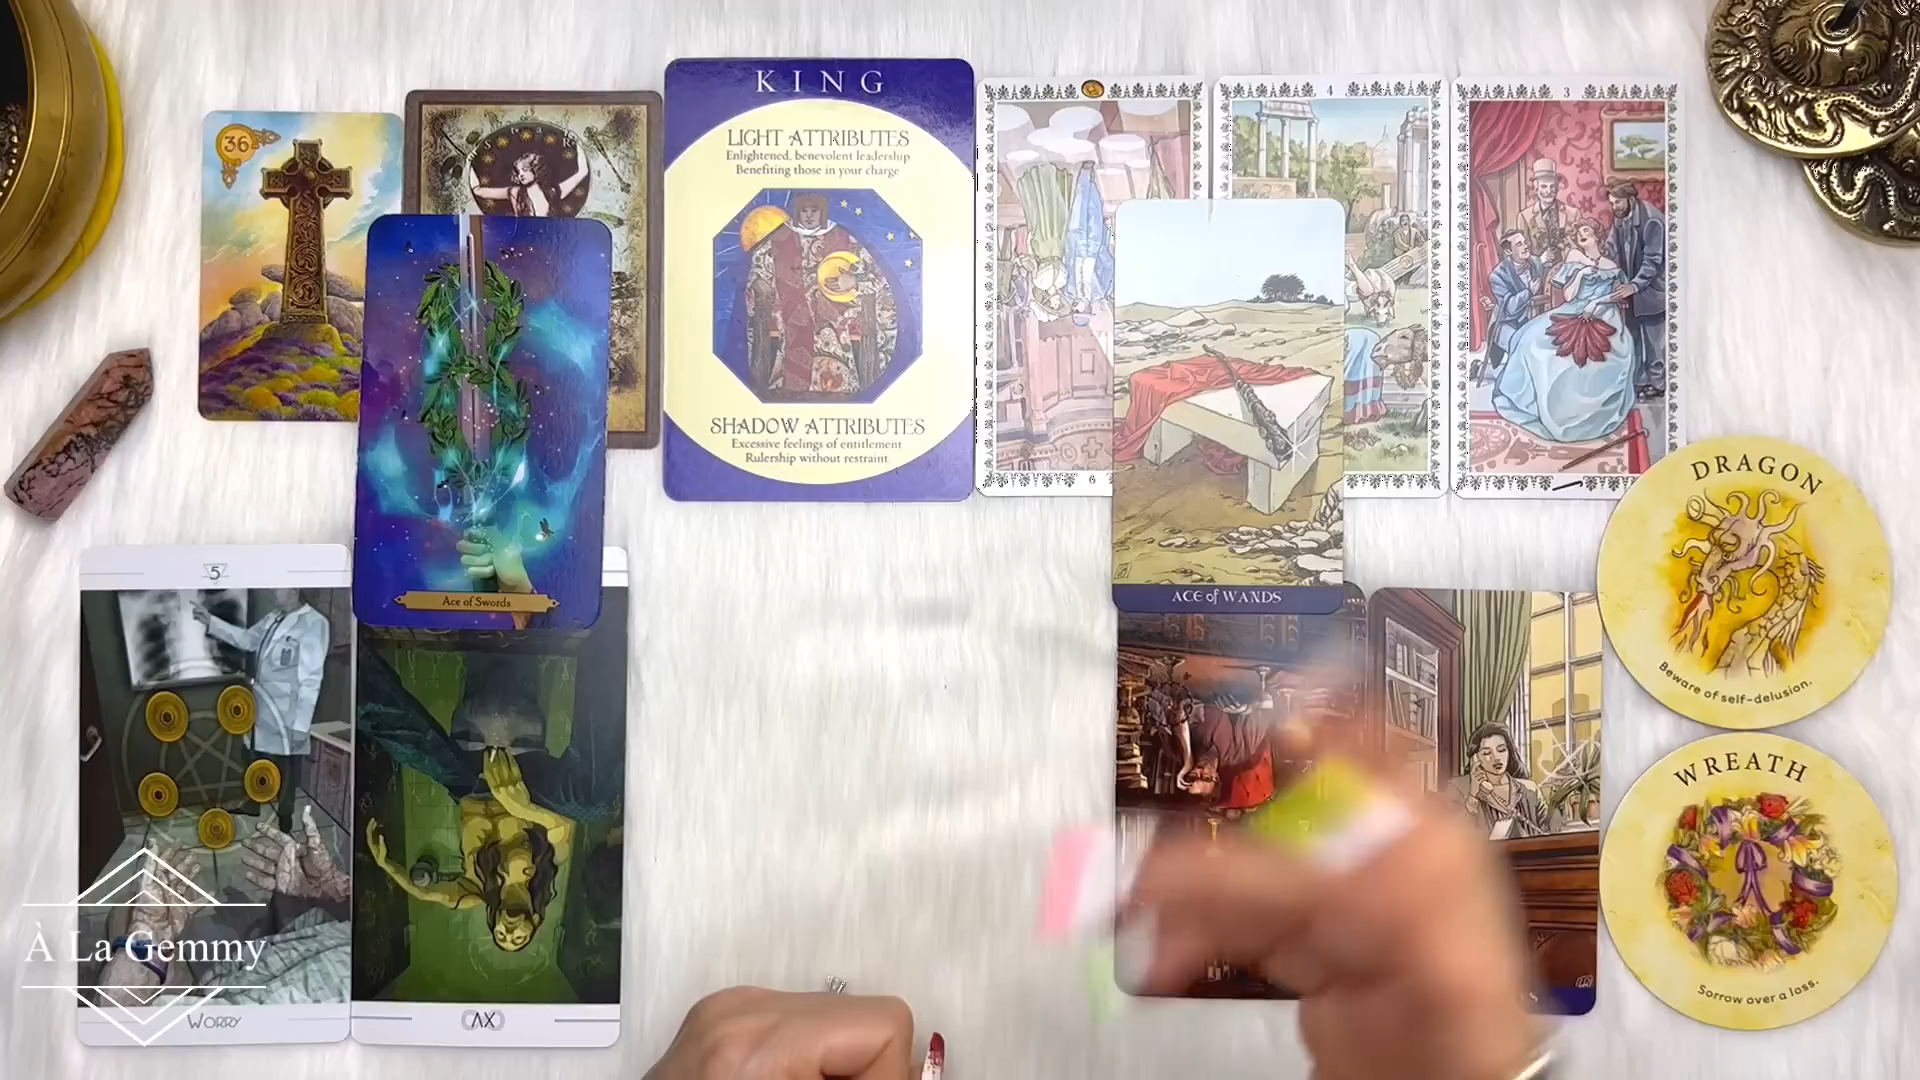 36
KING
LIGHT ATTRIBUTES
Enlightened, benevolent leadership
Benefiting those in your charge
SHADOW ATTRIBUTES
Excessive feelings of entitlement
Rulership without restraint
6
4
3
Ace of Swords
ACE of WANDS
DRAGON
Beware of self-delusion.
WREATH
Sorrow over a loss.
5
WORRY
XV
À La Gemmy